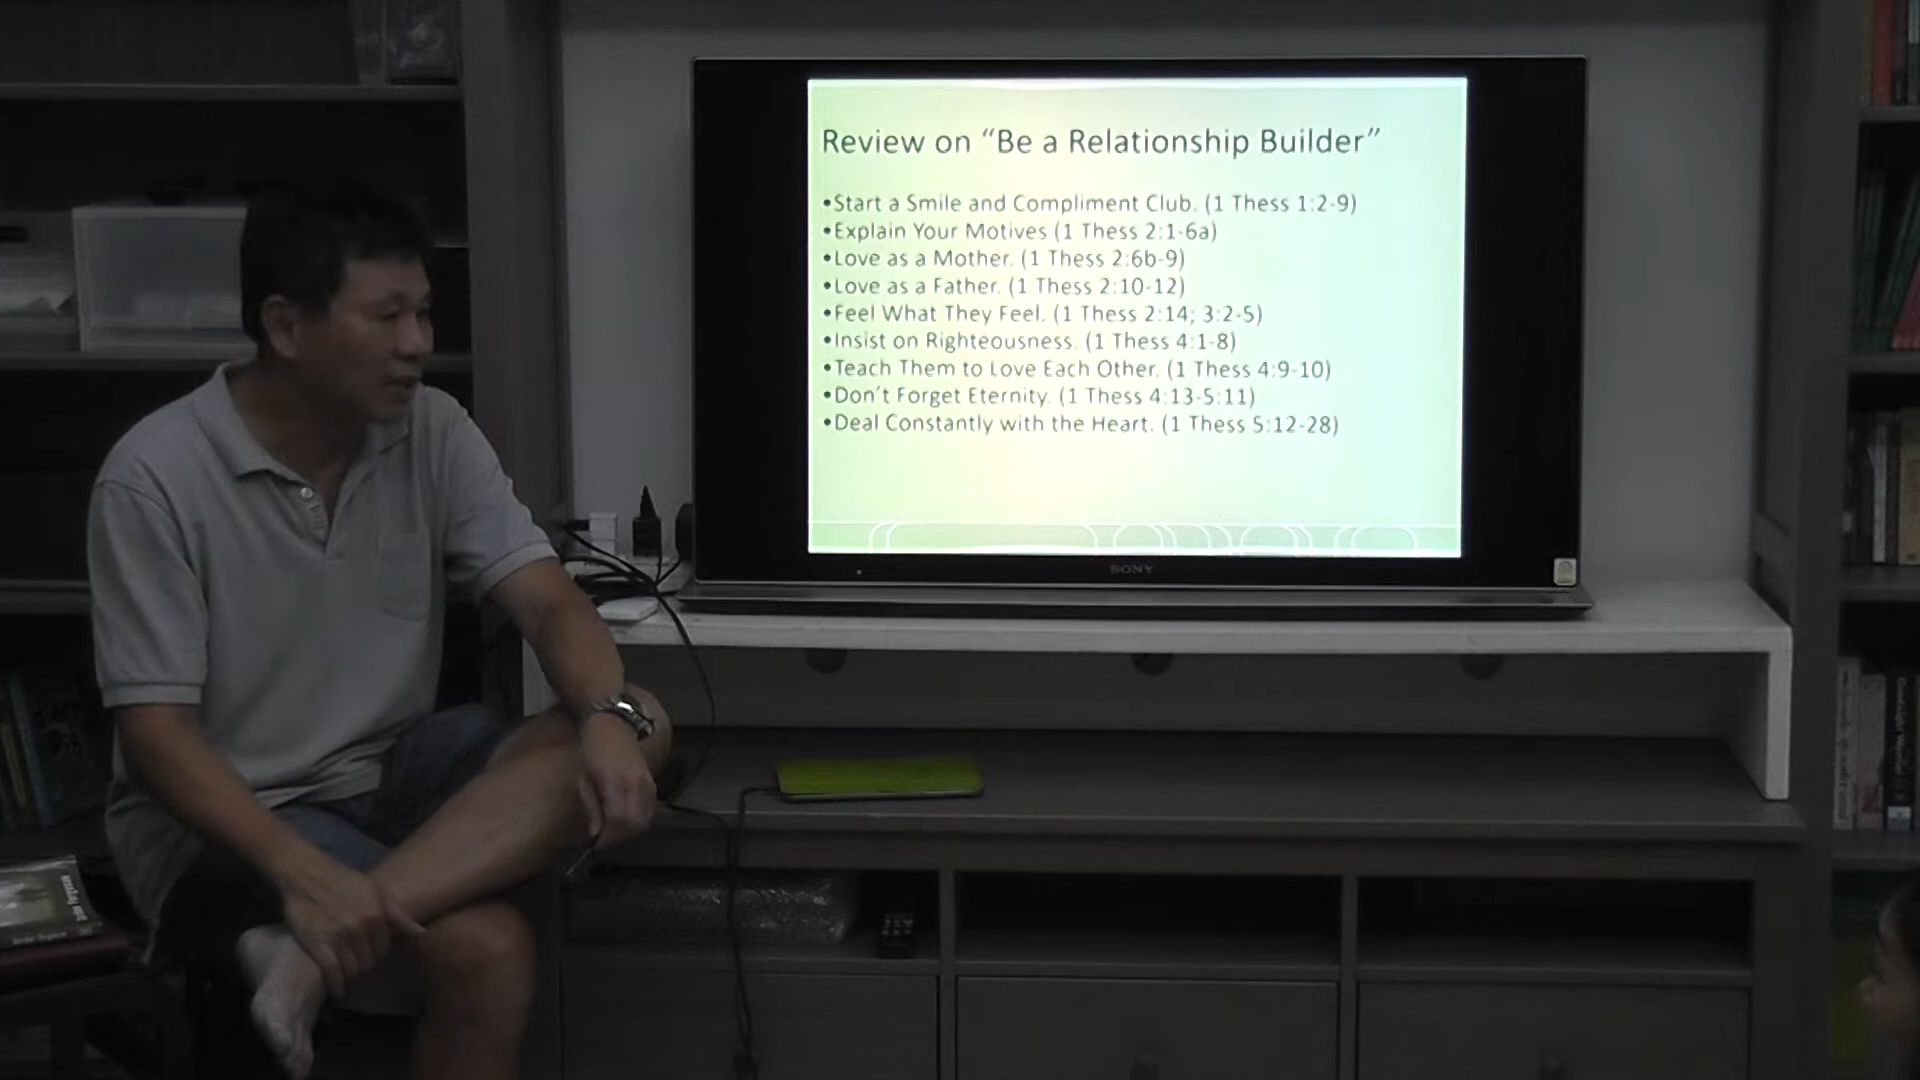 Review on “Be a Relationship Builder”
•Start a Smile and Compliment Club. (1 Thess 1:2-9)
•Explain Your Motives (1 Thess 2:1-6a)
•Love as a Mother. (1 Thess 2:6b-9)
•Love as a Father. (1 Thess 2:10-12)
•Feel What They Feel. (1 Thess 2:14; 3:2-5)
•Insist on Righteousness. (1 Thess 4:1-8)
•Teach Them to Love Each Other. (1 Thess 4:9-10)
•Don’t Forget Eternity. (1 Thess 4:13-5:11)
•Deal Constantly with the Heart. (1 Thess 5:12-28)
SONY